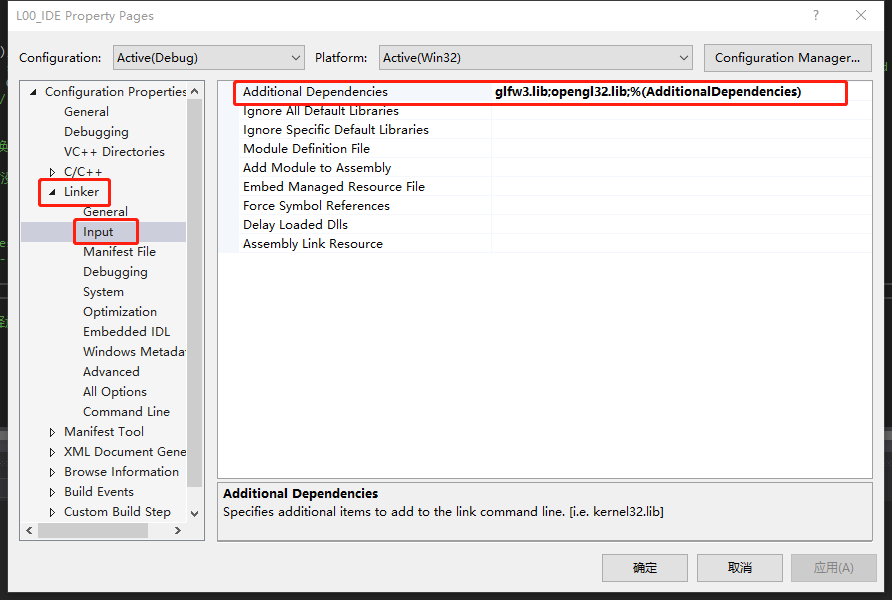 L00_IDE Property Pages
?
Configuration: Active(Debug) Platform: Active(Win32) Configuration Manager...
Configuration Properties
General
Debugging
VC++ Directories
C/C++
Linker
General
Input
Manifest File
Debugging
System
Optimization
Embedded IDL
Windows Metadat
Advanced
All Options
Command Line
Manifest Tool
XML Document Gene
Browse Information
Build Events
Custom Build Step
Additional Dependencies glfw3.lib;opengl32.lib;%(AdditionalDependencies)
Ignore All Default Libraries
Ignore Specific Default Libraries
Module Definition File
Add Module to Assembly
Embed Managed Resource File
Force Symbol References
Delay Loaded Dlls
Assembly Link Resource
Additional Dependencies
Specifies additional items to add to the link command line. [i.e. kernel32.lib]
确定 取消 应用(A)